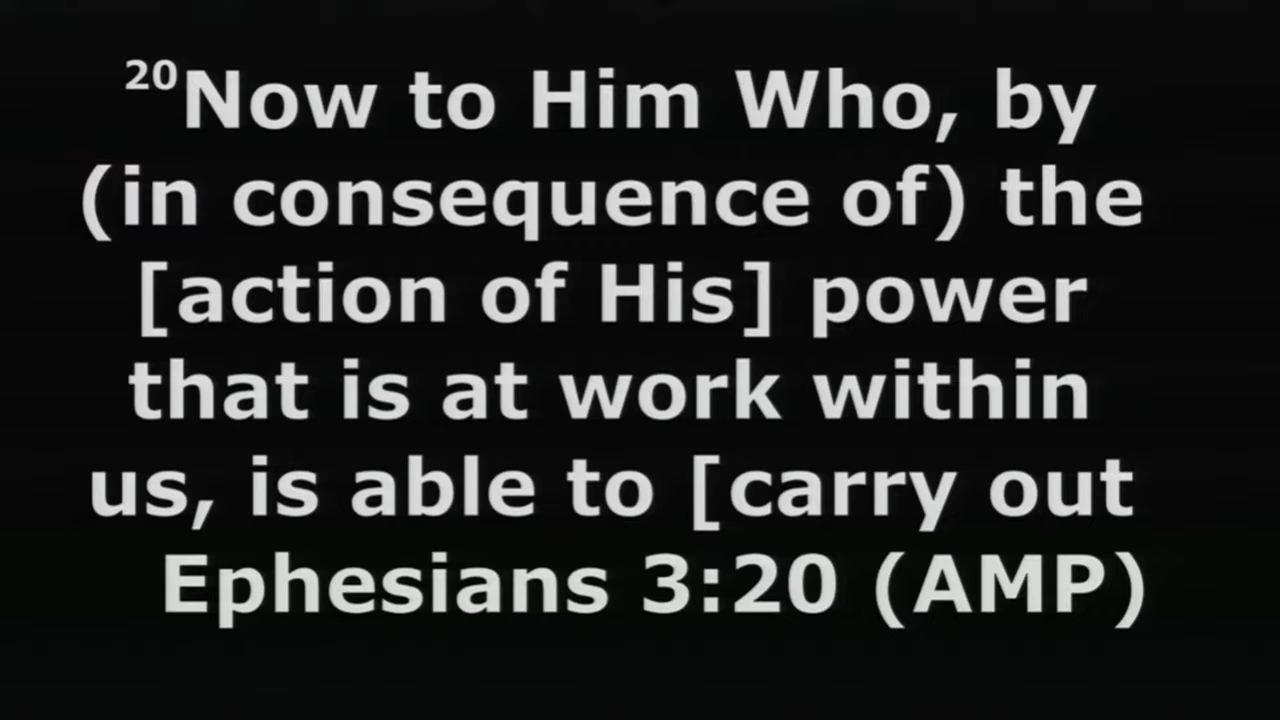 20Now to Him Who, by
(in consequence of) the
[action of His] power
that is at work within
us, is able to [carry out
Ephesians 3:20 (AMP)